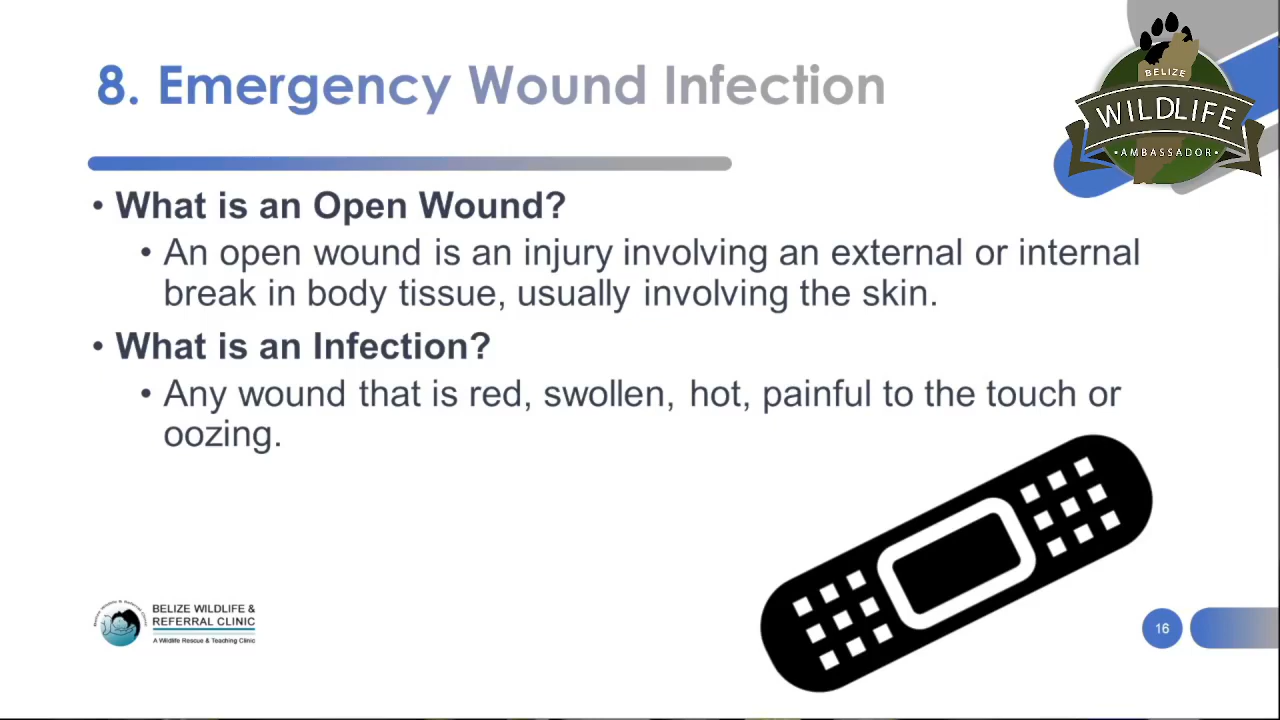 8. Emergency Wound Infection
BELIZE
WILDLIFE
•AMBASSADOR•
• What is an Open Wound?
• An open wound is an injury involving an external or internal
break in body tissue, usually involving the skin.
• What is an Infection?
• Any wound that is red, swollen, hot, painful to the touch or
oozing.
BELIZE WILDLIFE &
REFERRAL CLINIC
A Wildlife Rescue & Teaching Clinic
16